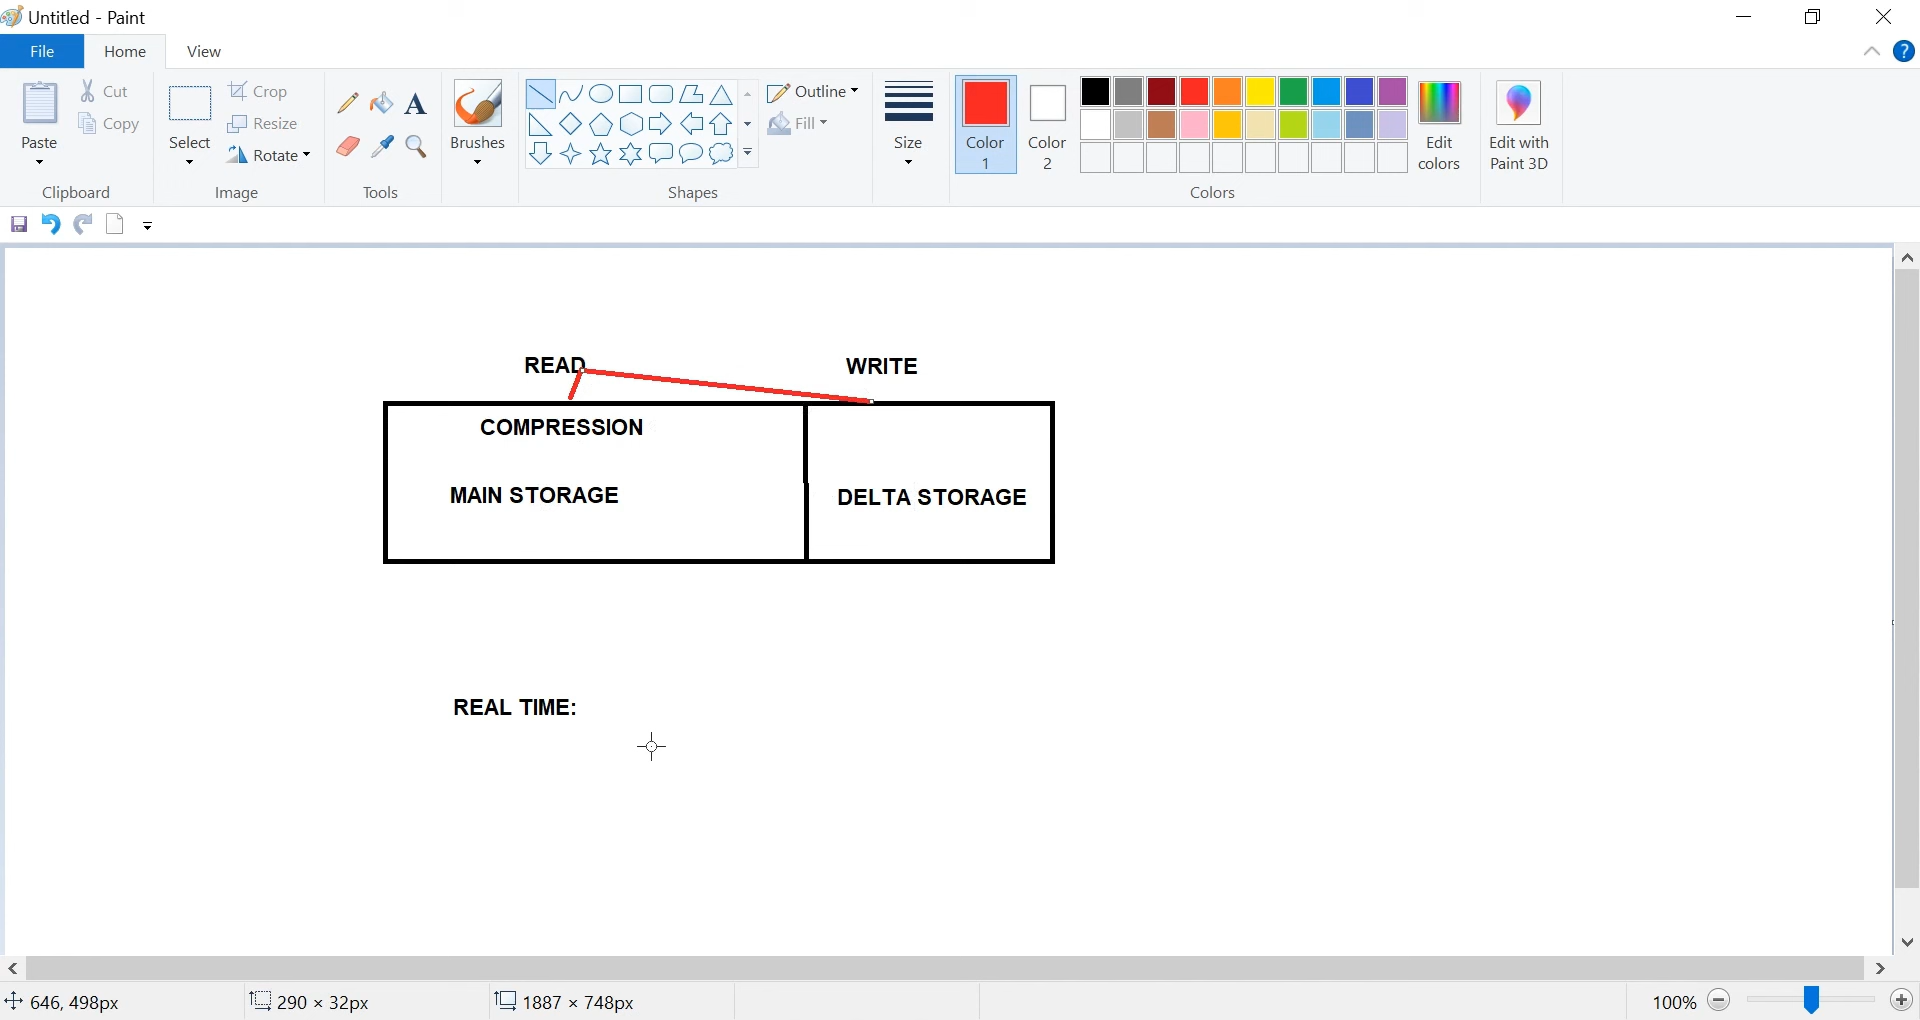 Untitled - Paint
File Home View
Paste
Cut
Copy
Clipboard
Select
Crop
Resize
Rotate
Image
A
Tools
Brushes
Shapes
Outline
Fill
Size
Color 1
Color 2
Colors
Edit colors
Edit with Paint 3D
?
READ WRITE
COMPRESSION
MAIN STORAGE DELTA STORAGE
REAL TIME:
646, 498px 290 × 32px 1887 × 748px 100%